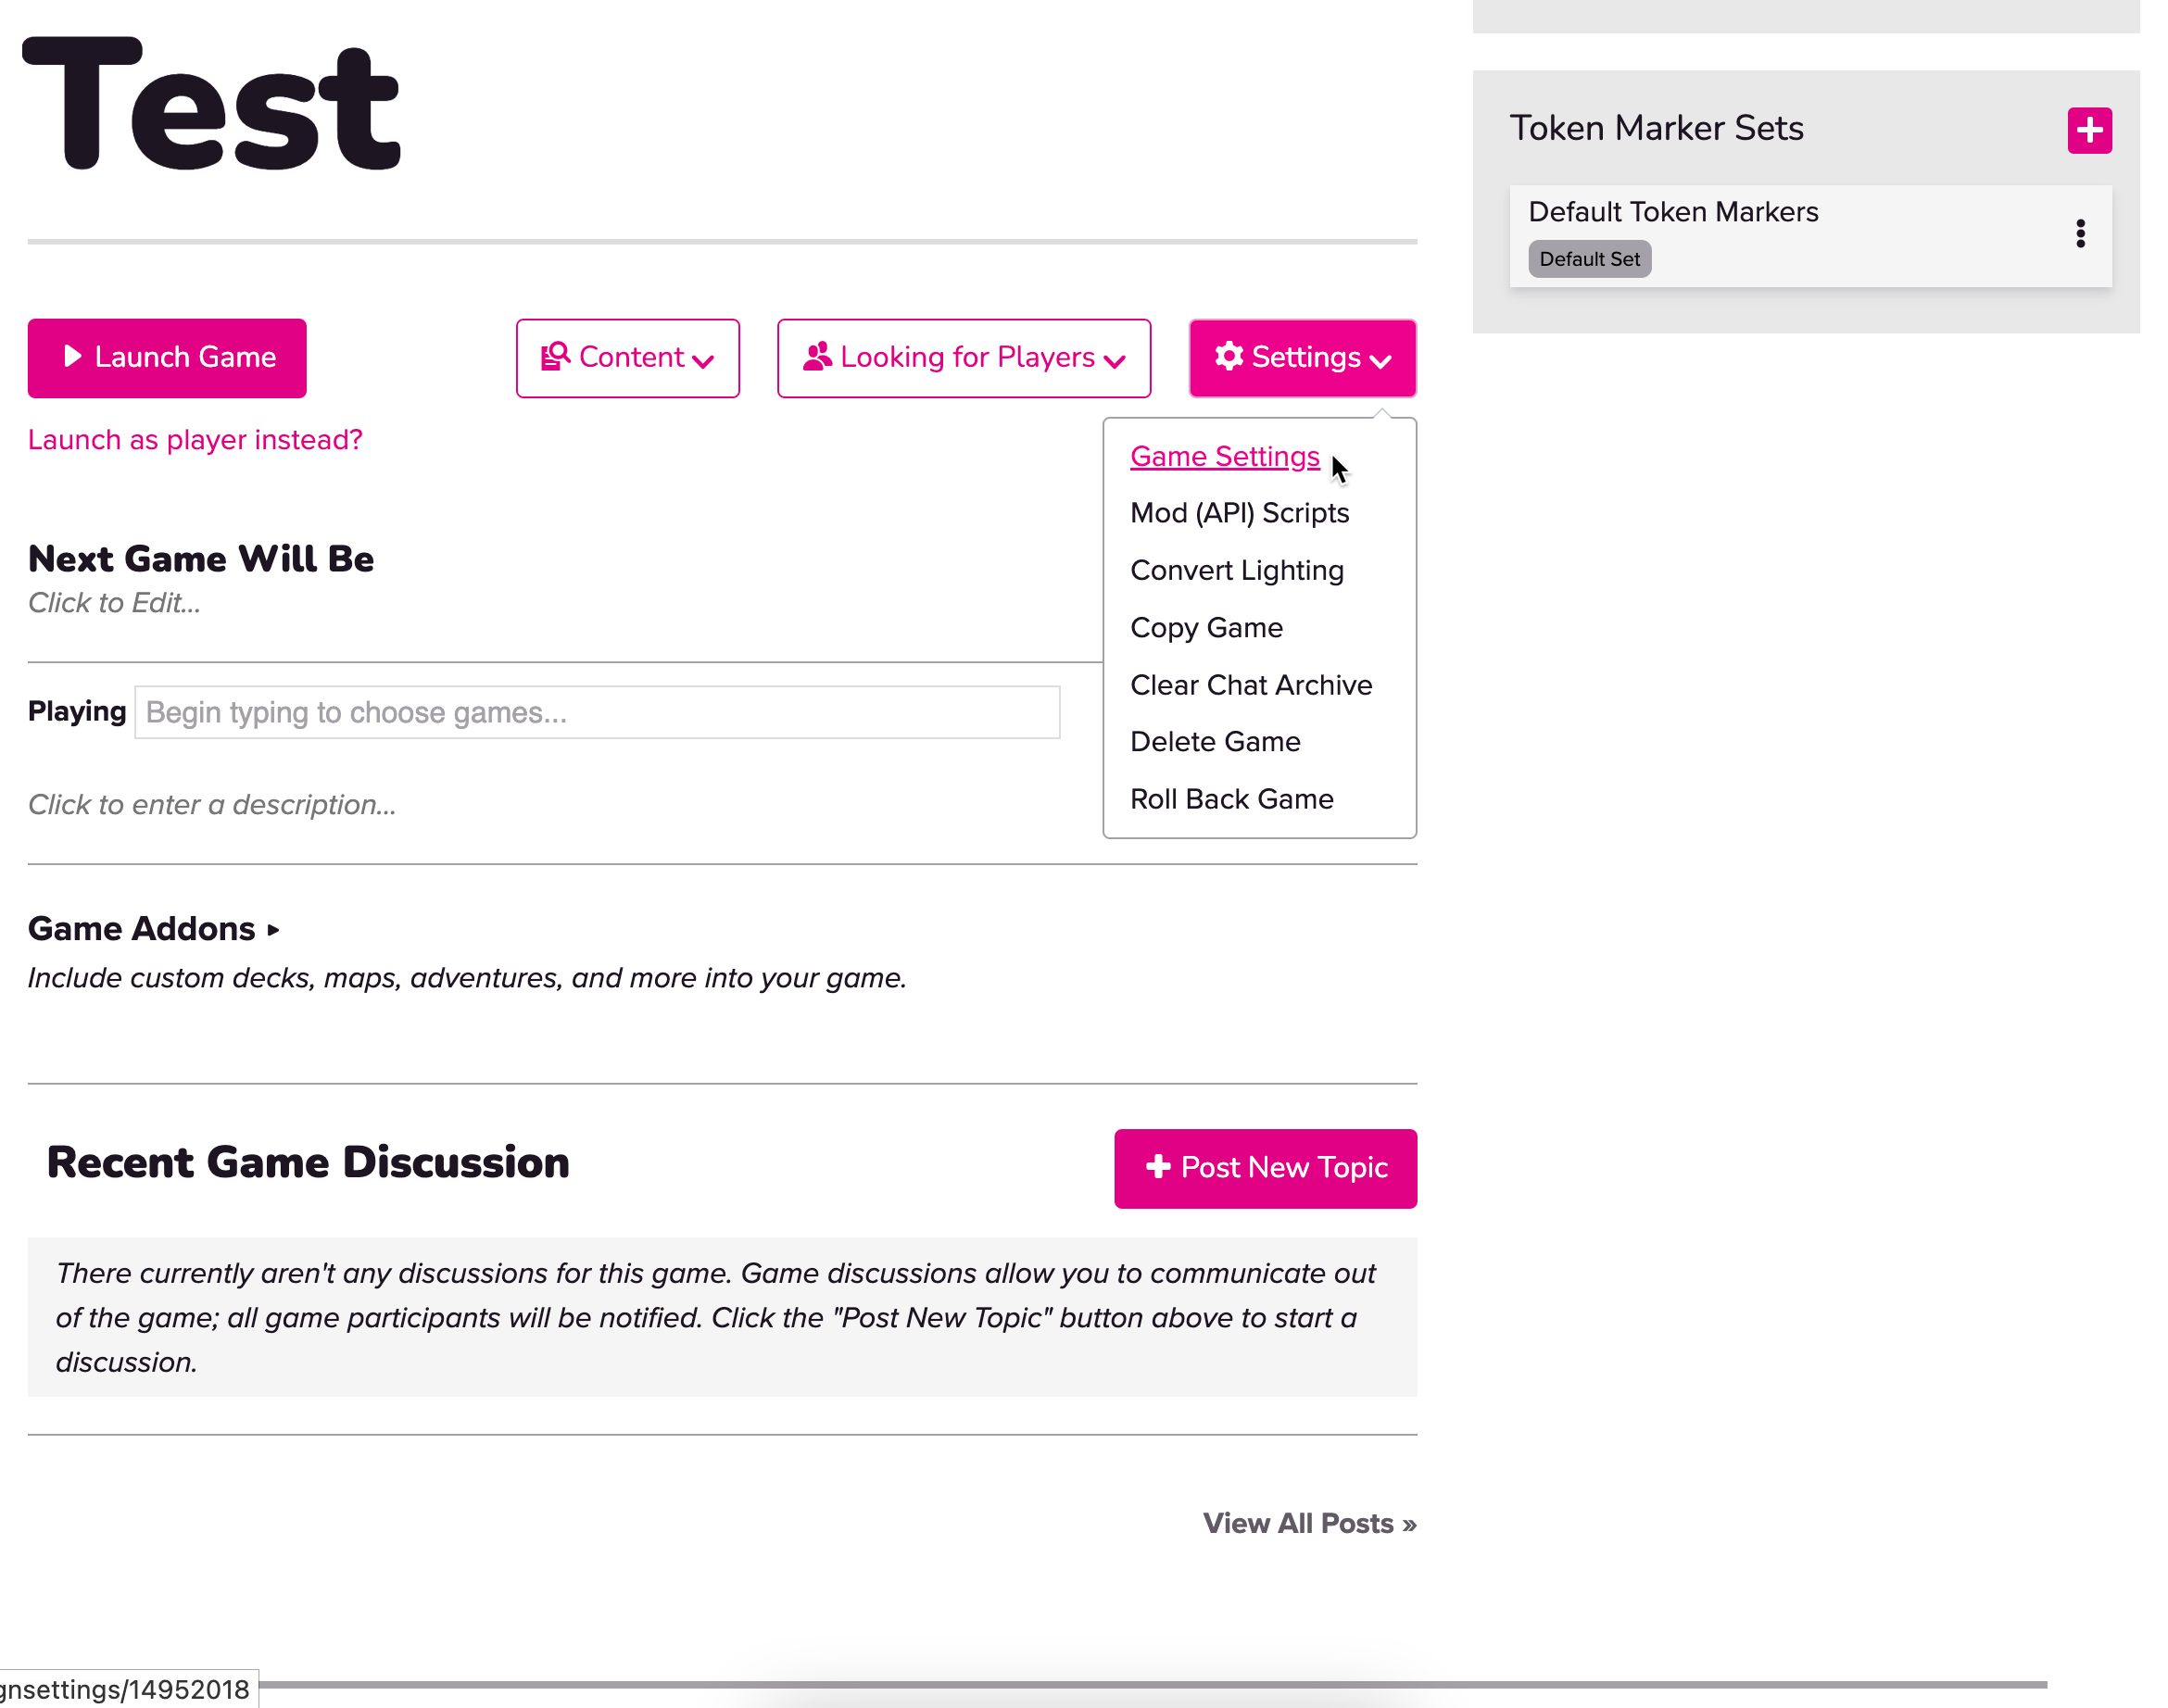 Test
Token Marker Sets
Default Token Markers
Default Set
Launch Game
Content
Looking for Players
Settings
Launch as player instead?
Game Settings
Mod (API) Scripts
Convert Lighting
Copy Game
Clear Chat Archive
Delete Game
Roll Back Game
Next Game Will Be
Click to Edit...
Playing
Begin typing to choose games...
Click to enter a description...
Game Addons
Include custom decks, maps, adventures, and more into your game.
Recent Game Discussion
Post New Topic
There currently aren't any discussions for this game. Game discussions allow you to communicate out
of the game; all game participants will be notified. Click the "Post New Topic" button above to start a
discussion.
View All Posts »
gnsettings/14952018